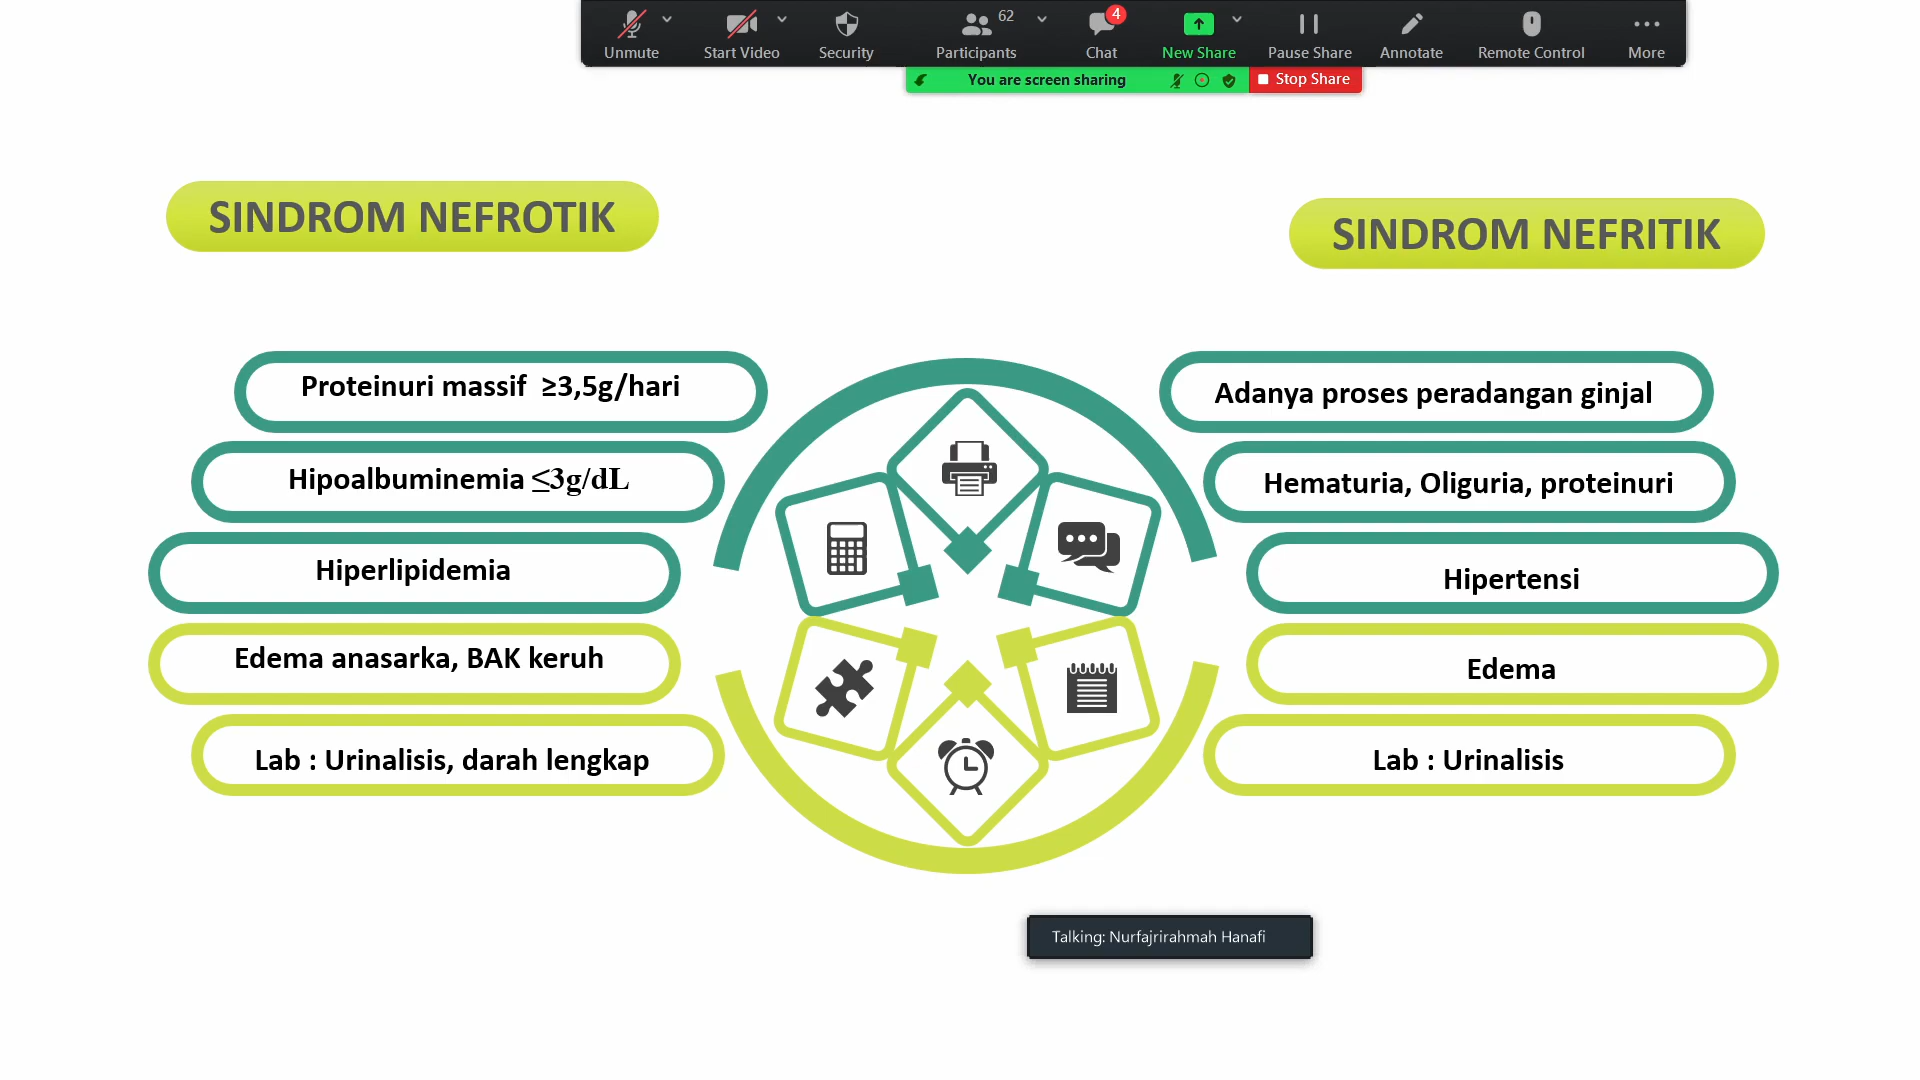 Unmute
Start Video
Security
62
Participants
4
Chat
New Share
Pause Share
Annotate
Remote Control
More
You are screen sharing
Stop Share
SINDROM NEFROTIK
Proteinuri massif ≥3,5g/hari
Hipoalbuminemia ≤3g/dL
Hiperlipidemia
Edema anasarka, BAK keruh
Lab : Urinalisis, darah lengkap
SINDROM NEFRITIK
Adanya proses peradangan ginjal
Hematuria, Oliguria, proteinuri
Hipertensi
Edema
Lab : Urinalisis
Talking: Nurfajrirahmah Hanafi